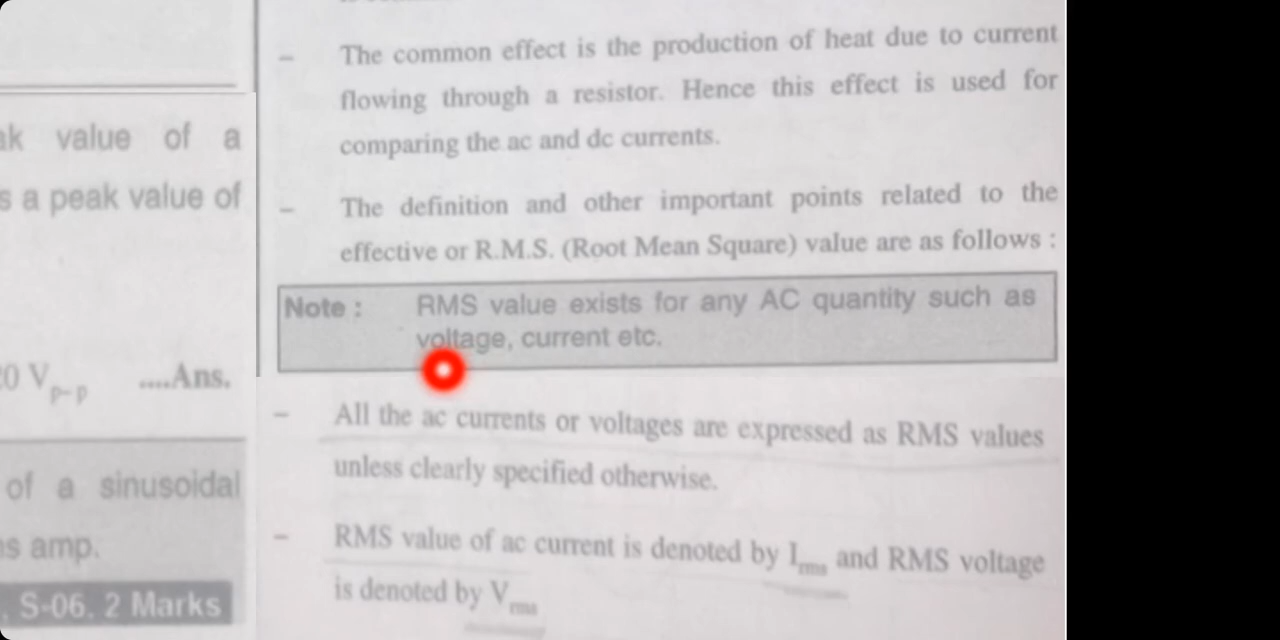 value of a
s a peak value of
V p-p ....Ans.
of a sinusoidal
amp.
S-06, 2 Marks
– The common effect is the production of heat due to current
flowing through a resistor. Hence this effect is used for
comparing the ac and dc currents.
– The definition and other important points related to the
effective or R.M.S. (Root Mean Square) value are as follows :
Note : RMS value exists for any AC quantity such as
voltage, current etc.
– All the ac currents or voltages are expressed as RMS values
unless clearly specified otherwise.
– RMS value of ac current is denoted by Irms and RMS voltage
is denoted by Vrms